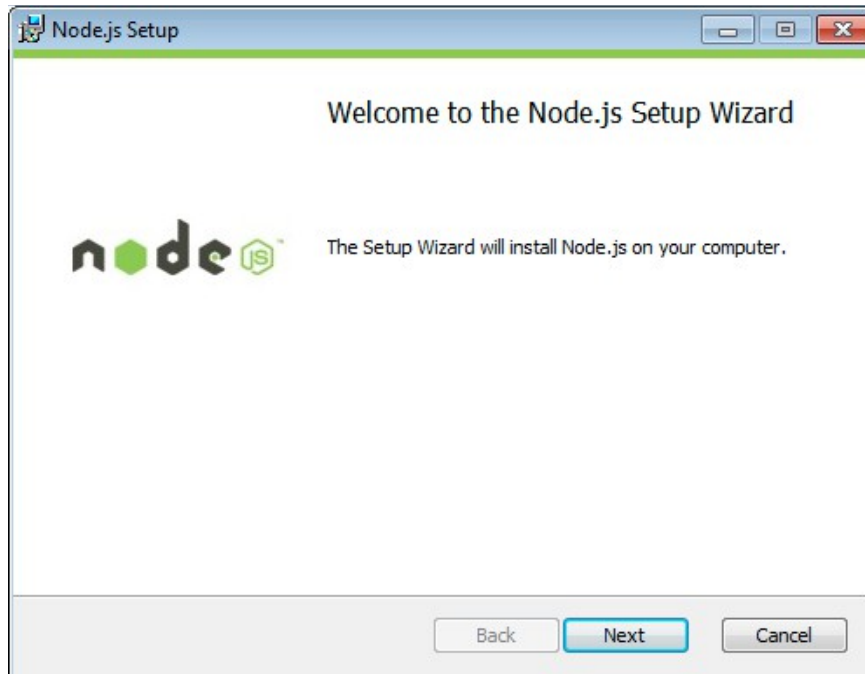 Node.js Setup
Welcome to the Node.js Setup Wizard
node JS™
The Setup Wizard will install Node.js on your computer.
Back Next Cancel